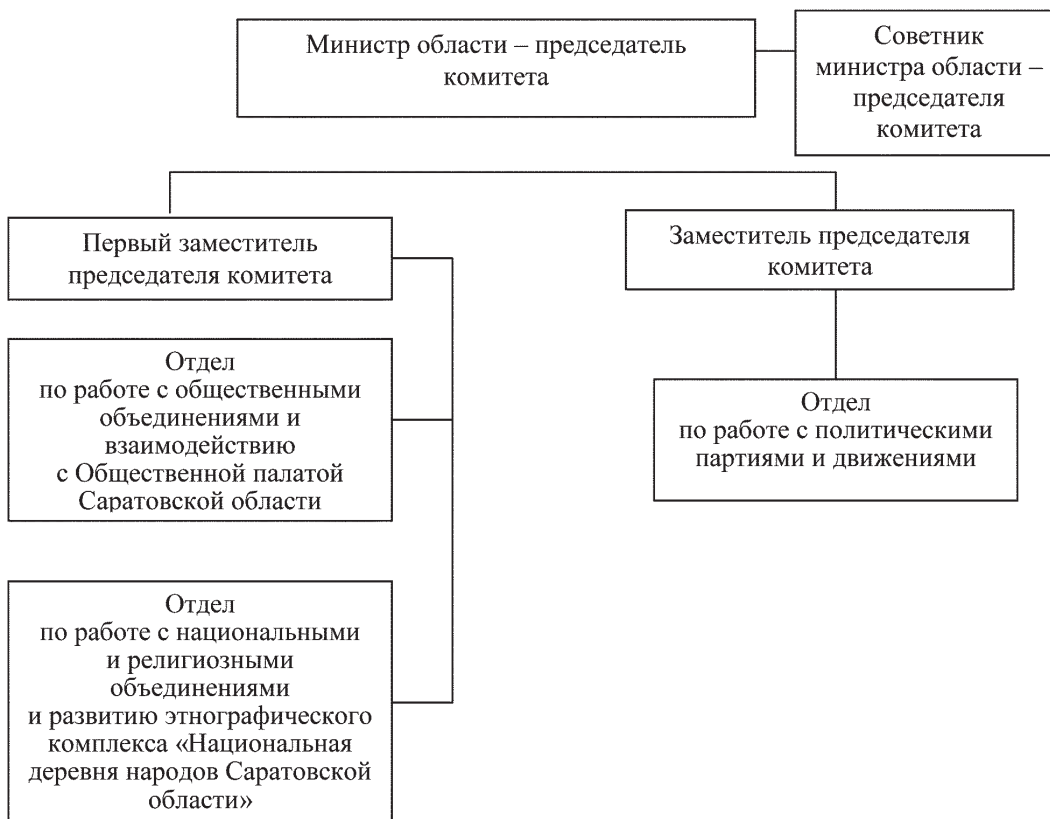 Министр области – председатель
комитета
Советник
министра области –
председателя
комитета
Первый заместитель
председателя комитета
Заместитель председателя
комитета
Отдел
по работе с общественными
объединениями и
взаимодействию
с Общественной палатой
Саратовской области
Отдел
по работе с политическими
партиями и движениями
Отдел
по работе с национальными
и религиозными
объединениями
и развитию этнографического
комплекса «Национальная
деревня народов Саратовской
области»